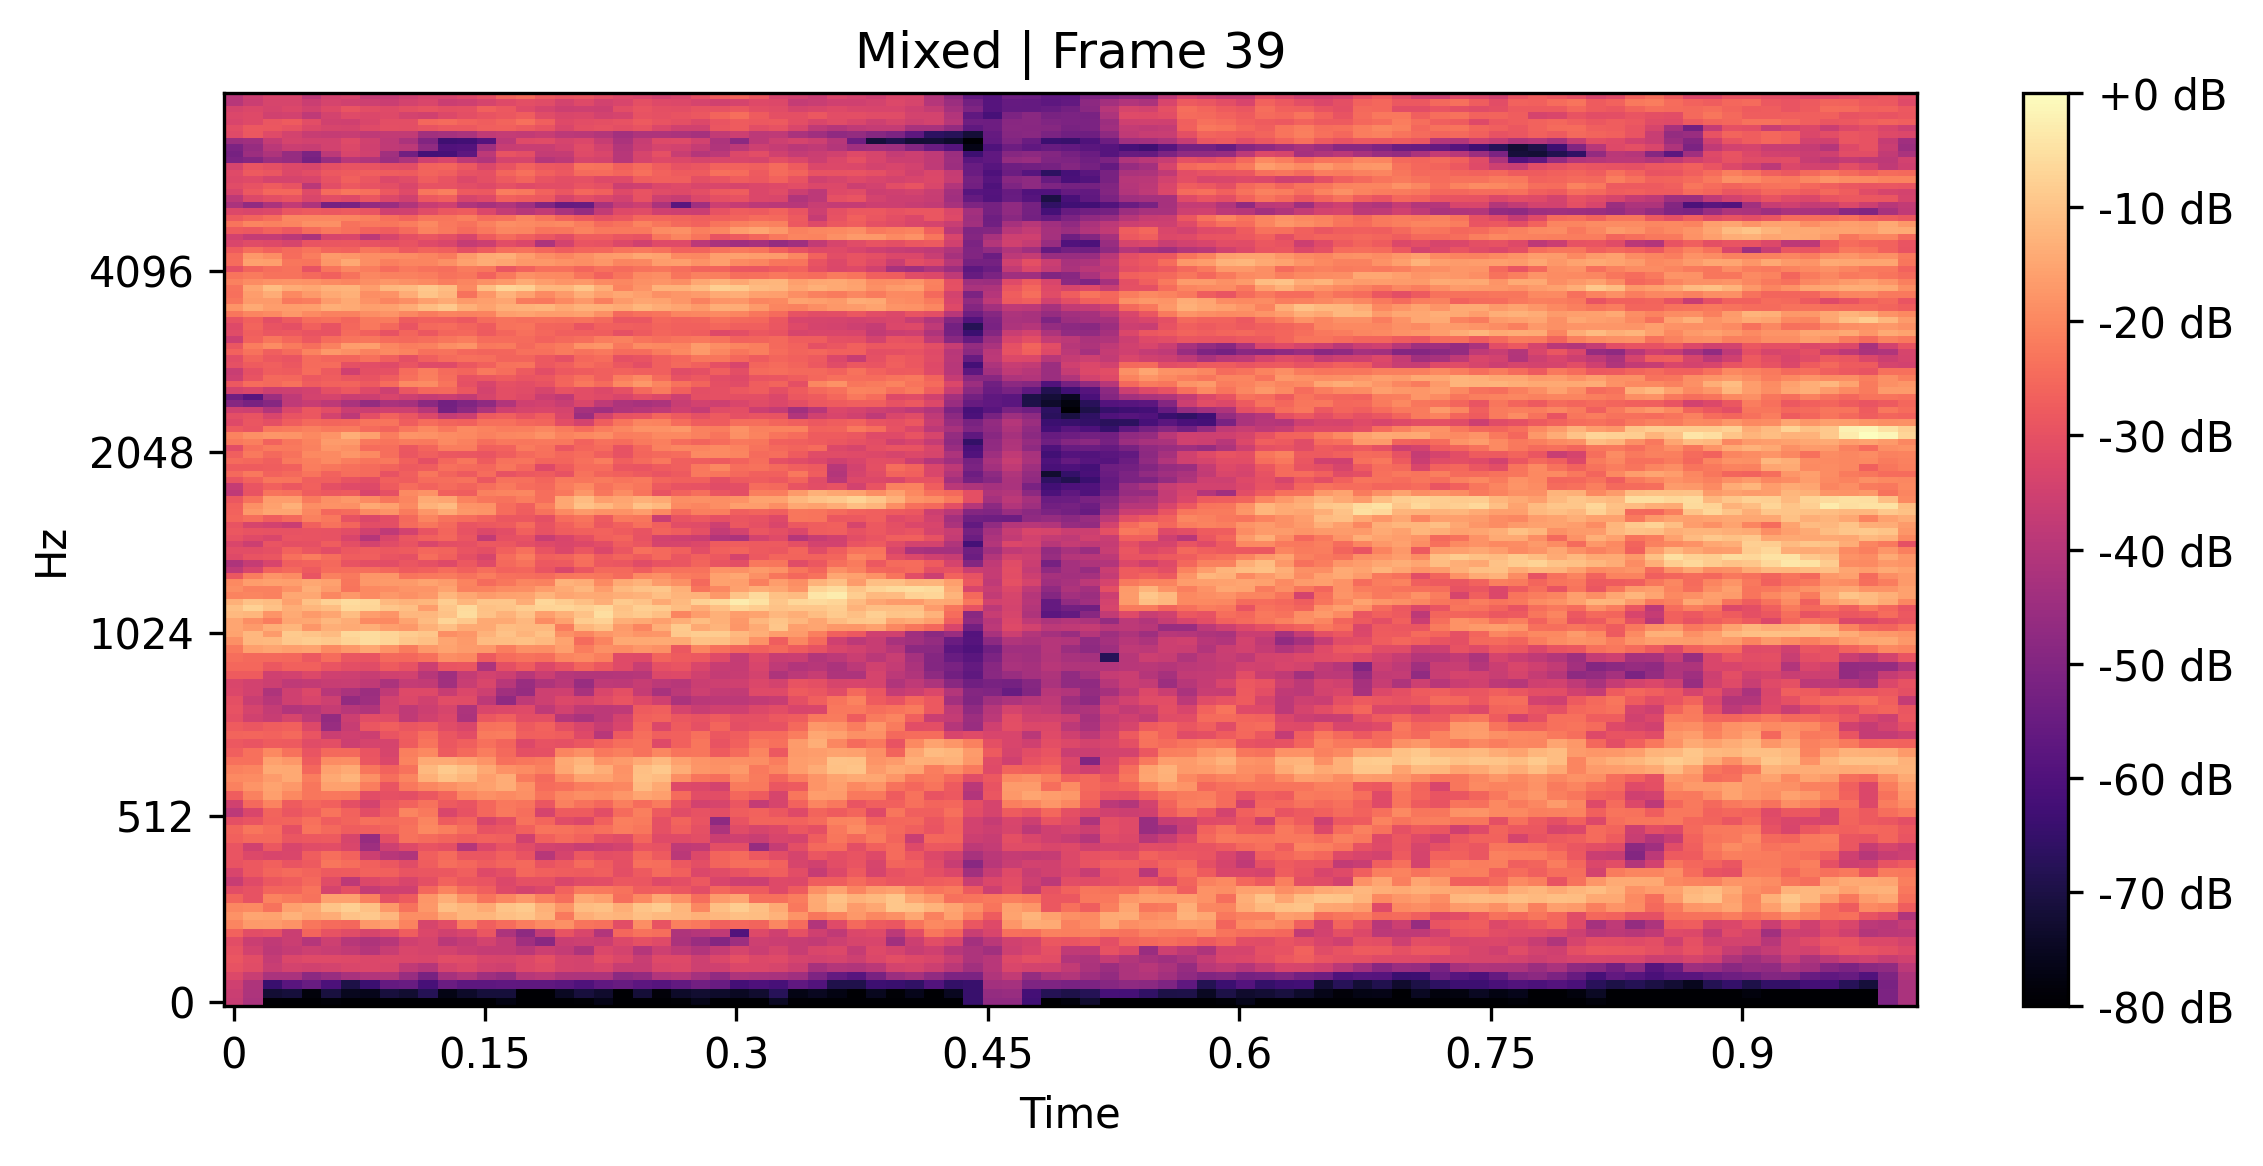 Mixed | Frame 39
+0 dB
-10 dB
-20 dB
-30 dB
-40 dB
-50 dB
-60 dB
-70 dB
-80 dB
Hz
4096
2048
1024
512
0
0 0.15 0.3 0.45 0.6 0.75 0.9
Time